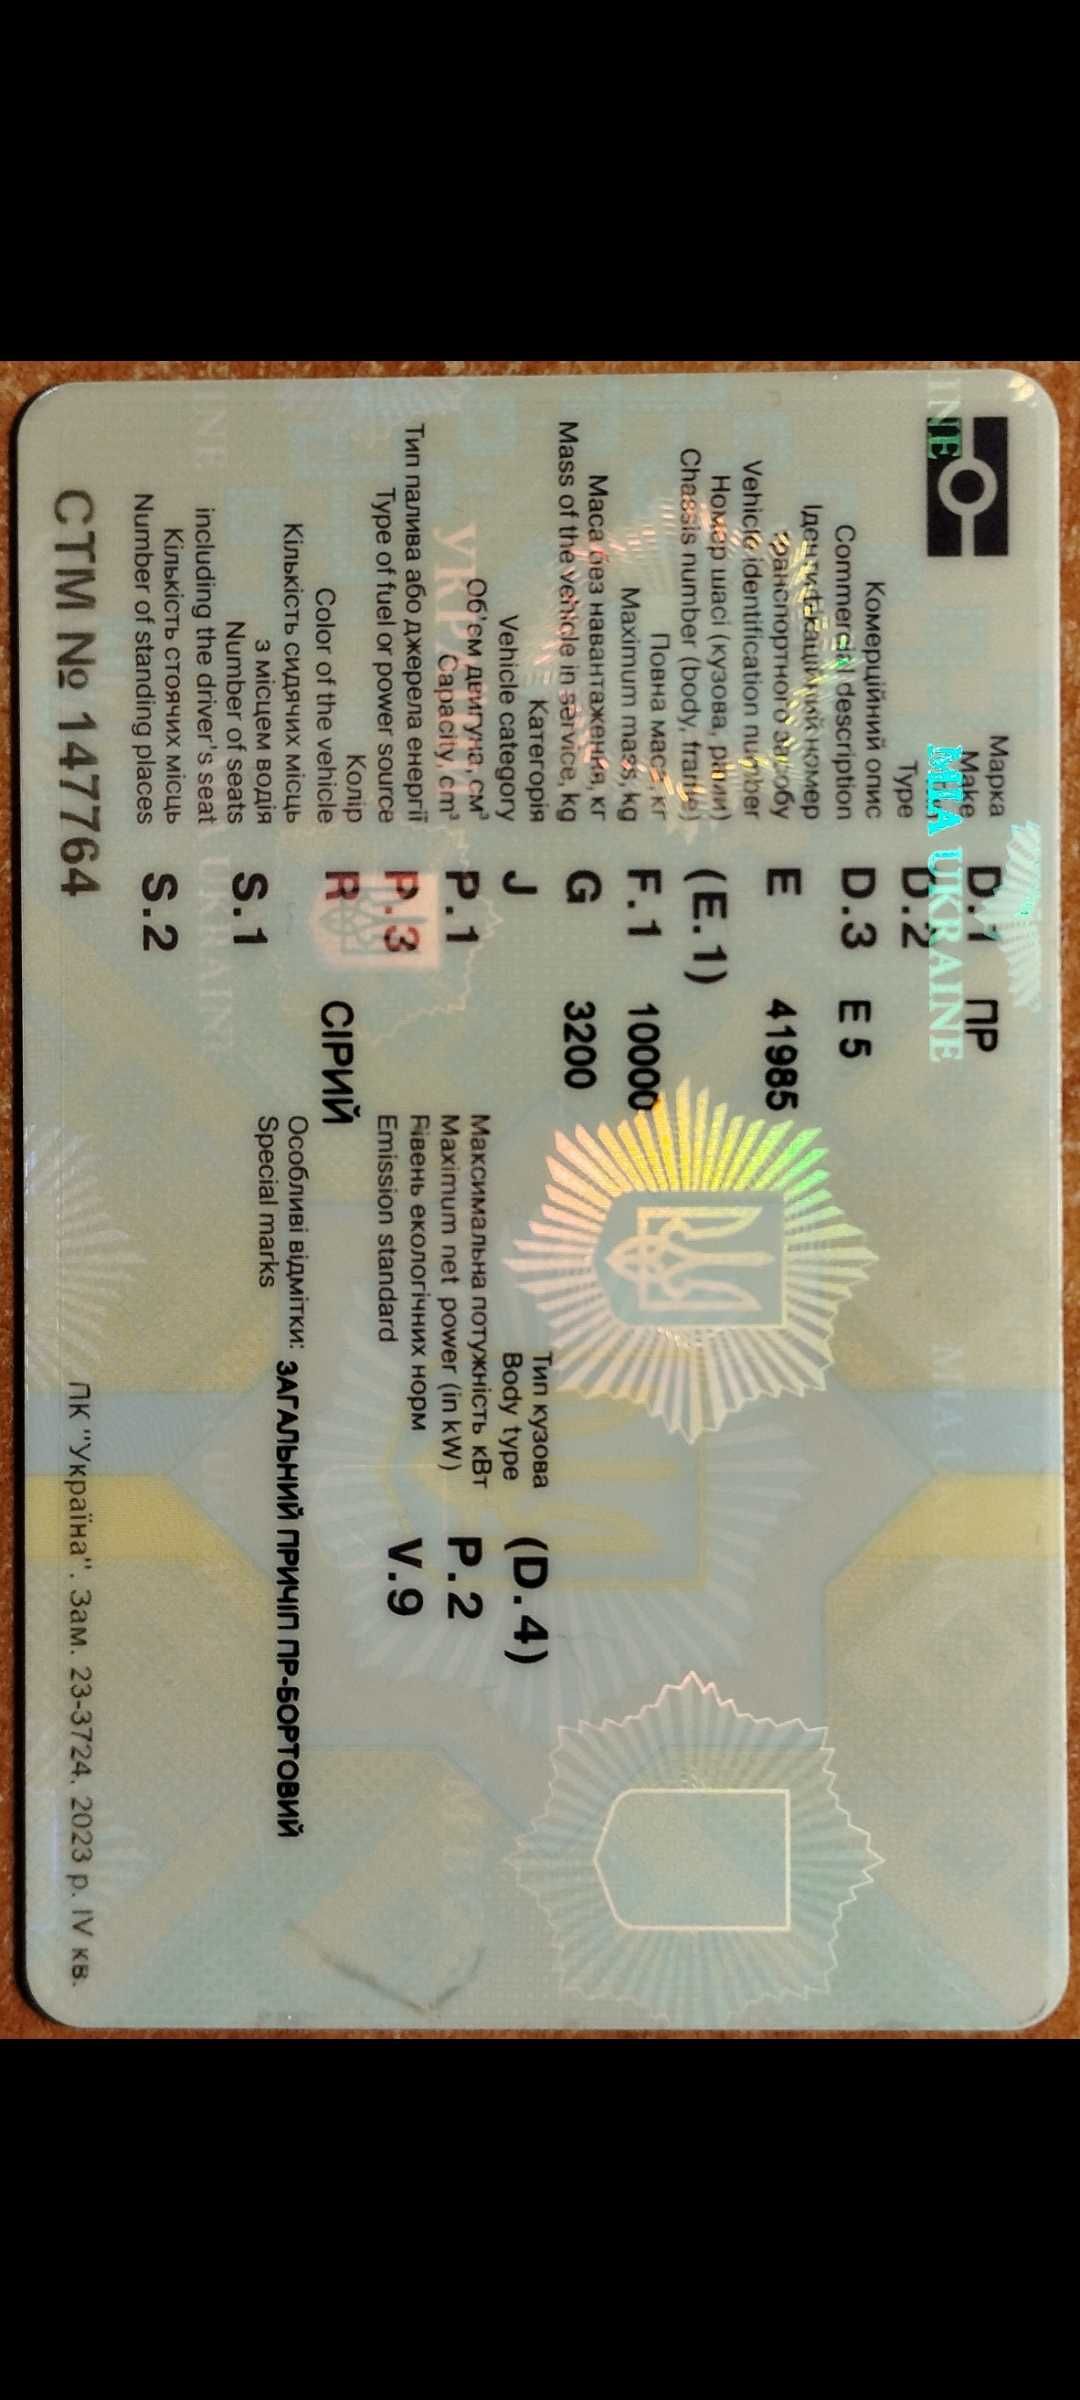 Марка D.1 ПР
Make
Type D.2
Комерційний опис D.3 Е 5
Commercial description
Ідентифікаційний номер
транспортного засобу E 41985
Vehicle identification number
Номер шасі (кузова, рами) (E.1)
Chassis number (body, frame)
Повна маса, кг F.1 10000
Maximum mass, kg
Маса без навантаження, кг G 3200
Mass of the vehicle in service, kg
Категорія J Тип кузова (D.4)
Vehicle category Body type
Об'єм двигуна, см³ P.1 Максимальна потужність кВт P.2
Capacity, cm³ Maximum net power (in kW)
Тип палива або джерела енергії P.3 Рівень екологічних норм V.9
Type of fuel or power source Emission standard
Колір R СІРИЙ
Color of the vehicle
Кількість сидячих місць Особливі відмітки: ЗАГАЛЬНИЙ ПРИЧІП ПР-БОРТОВИЙ
з місцем водія S.1 Special marks
Number of seats
including the driver's seat
Кількість стоячих місць S.2
Number of standing places
СТМ № 147764 ПК "Україна". Зам. 23-3724. 2023 р. IV кв.
MIA UKRAINE